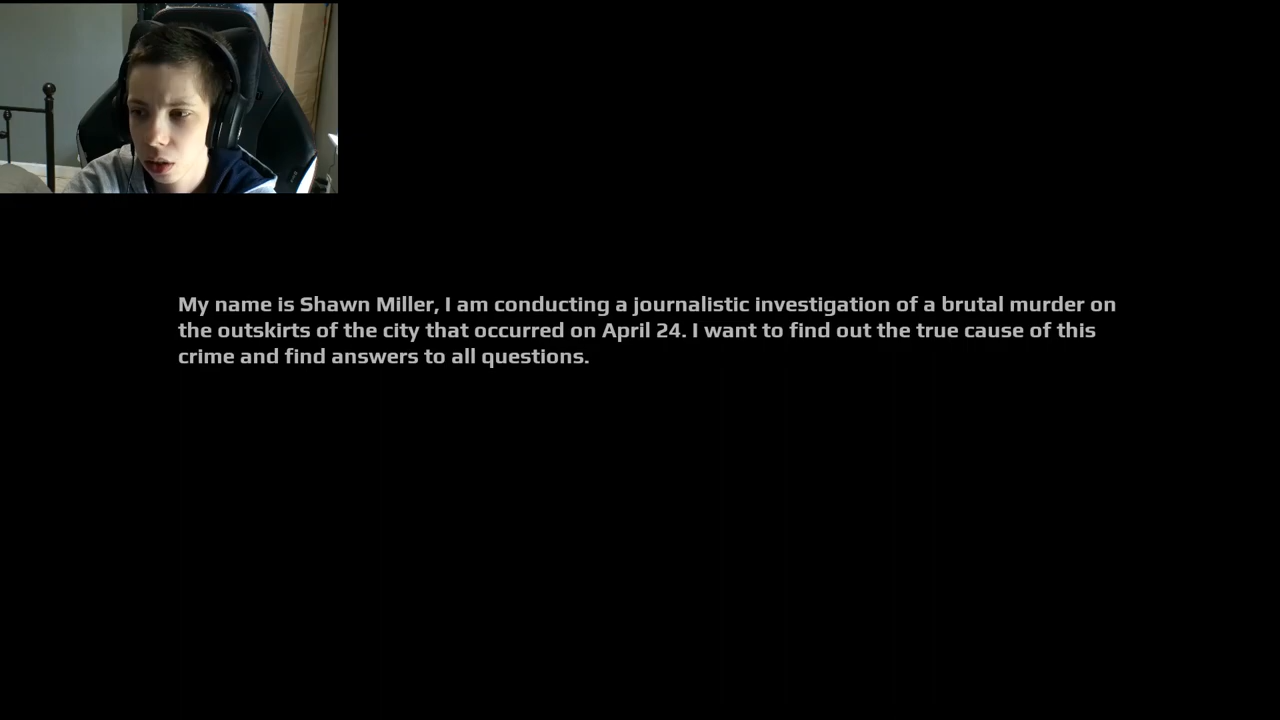 My name is Shawn Miller, I am conducting a journalistic investigation of a brutal murder on
the outskirts of the city that occurred on April 24. I want to find out the true cause of this
crime and find answers to all questions.